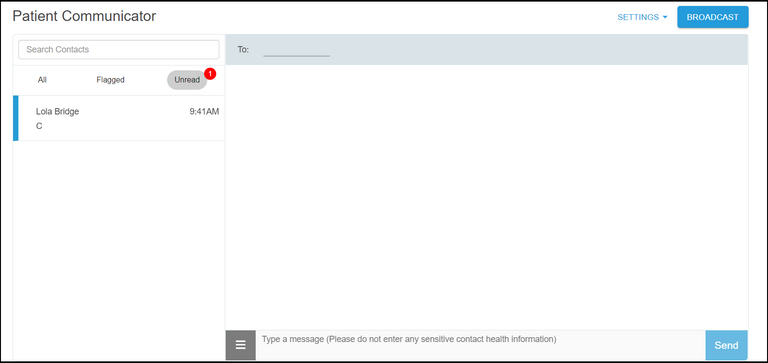 Patient Communicator
SETTINGS
BROADCAST
Search Contacts
All
Flagged
Unread
1
Lola Bridge
9:41AM
C
To:
Type a message (Please do not enter any sensitive contact health information)
Send